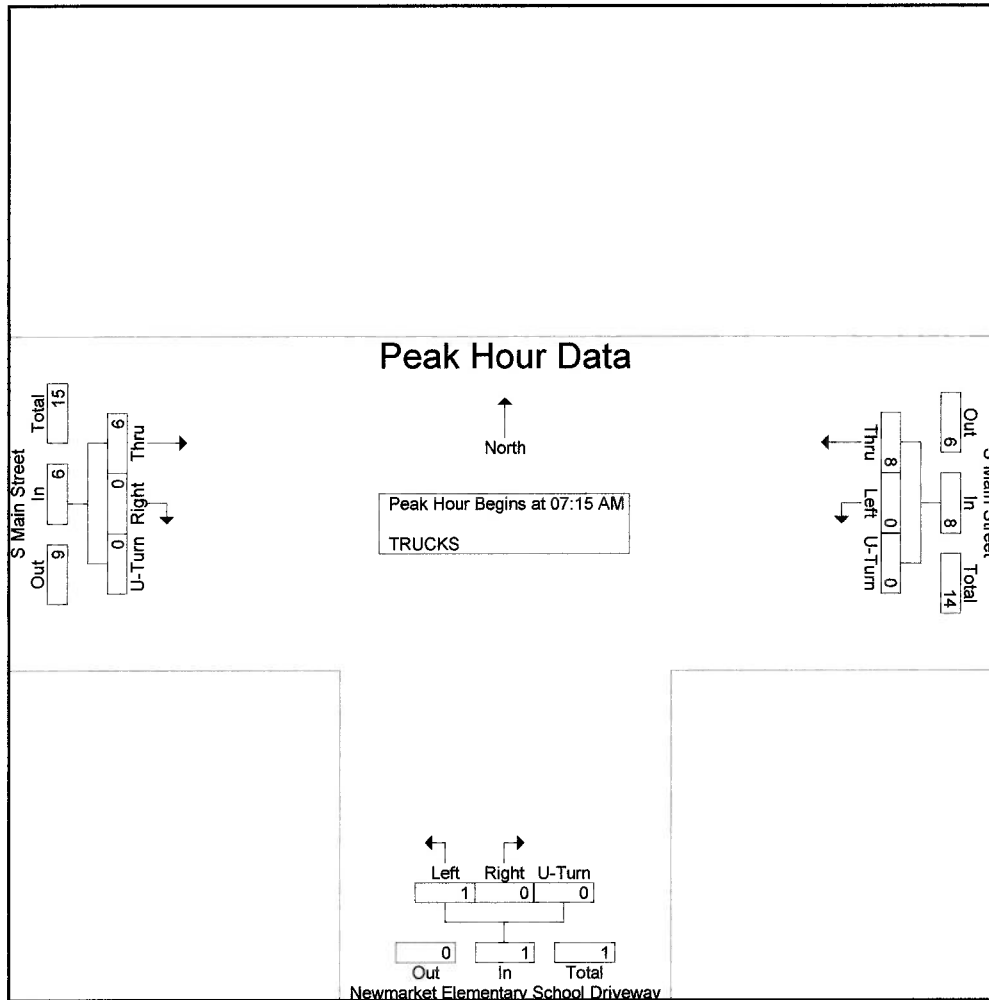 Peak Hour Data
North
Peak Hour Begins at 07:15 AM
TRUCKS
S Main Street
Out In Total
9 6 15
U-Turn Right Thru
0 0 6
Out In Total
6 8 14
Thru Left U-Turn
8 0 0
Main Street
Left Right U-Turn
1 0 0
0 1 1
Out In Total
Newmarket Elementary School Driveway